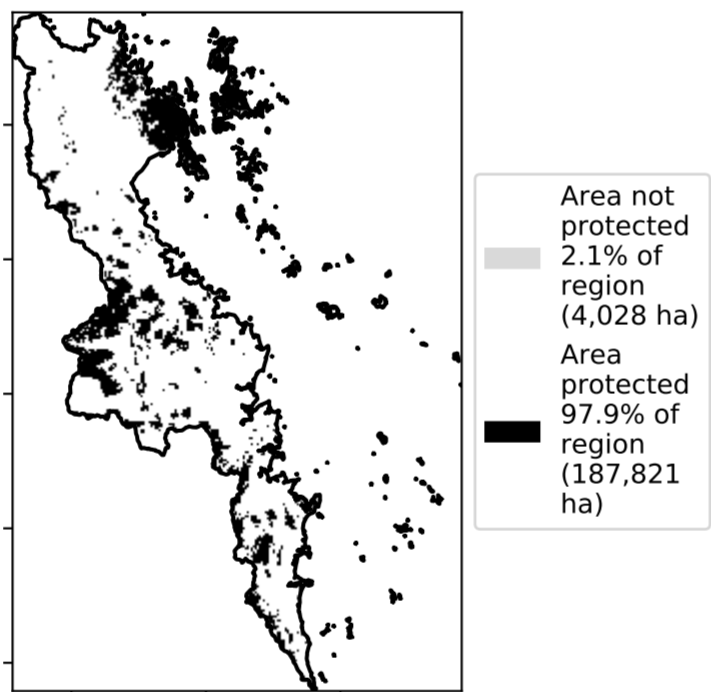 Area not
protected
2.1% of
region
(4,028 ha)
Area
protected
97.9% of
region
(187,821
ha)